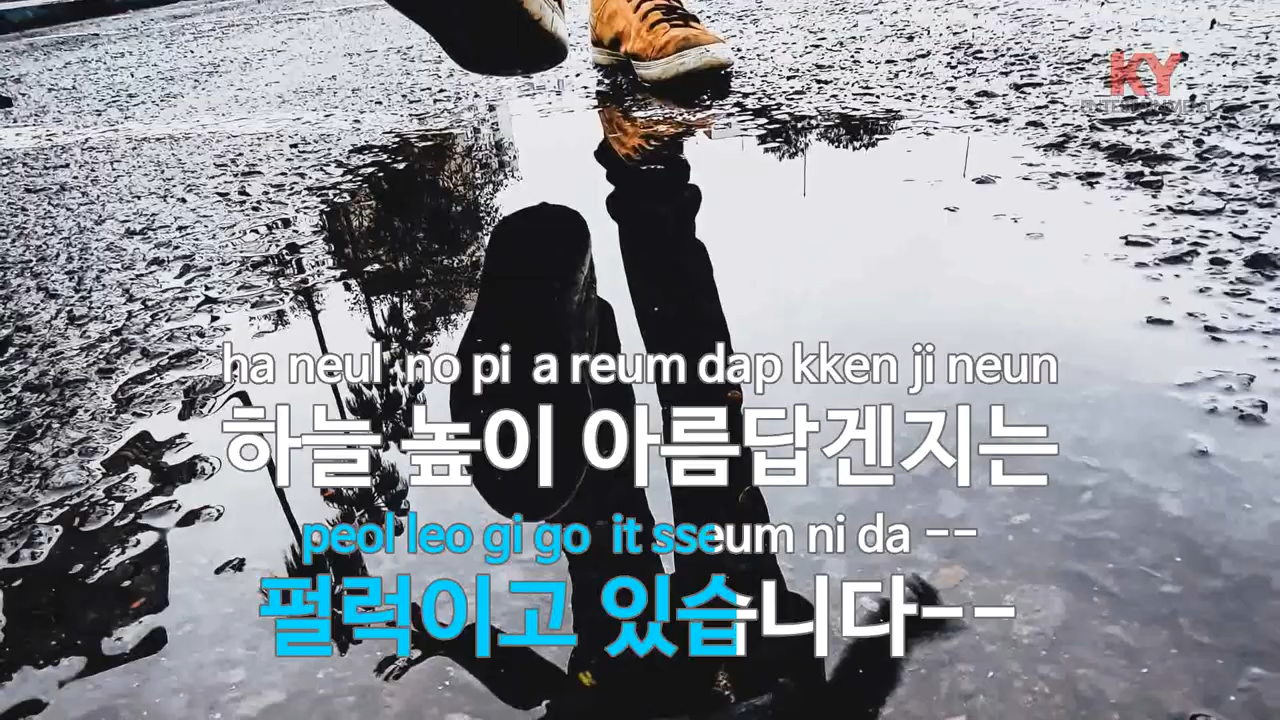 KY
ENTERTAINMENT
ha neul no pi a reum dap kken ji neun
하늘 높이 아름답겐지는
peol leo gi go it sseum ni da --
펄럭이고 있습니다--